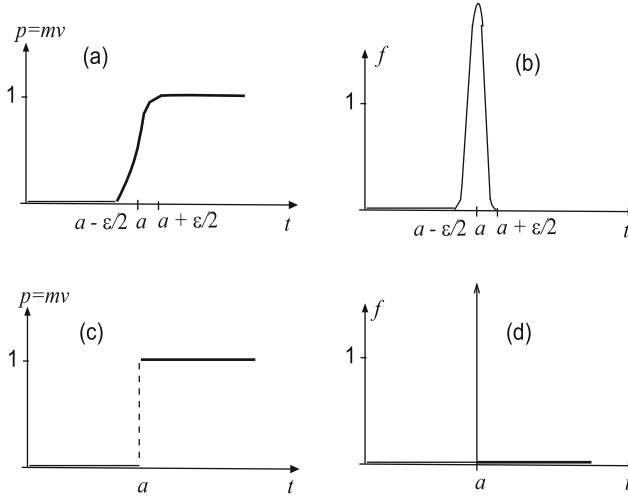 p=mv
(a)
1
a - ε/2 a a + ε/2 t
f
(b)
1
a - ε/2 a a + ε/2 t
p=mv
(c)
1
a t
f
(d)
1
a t